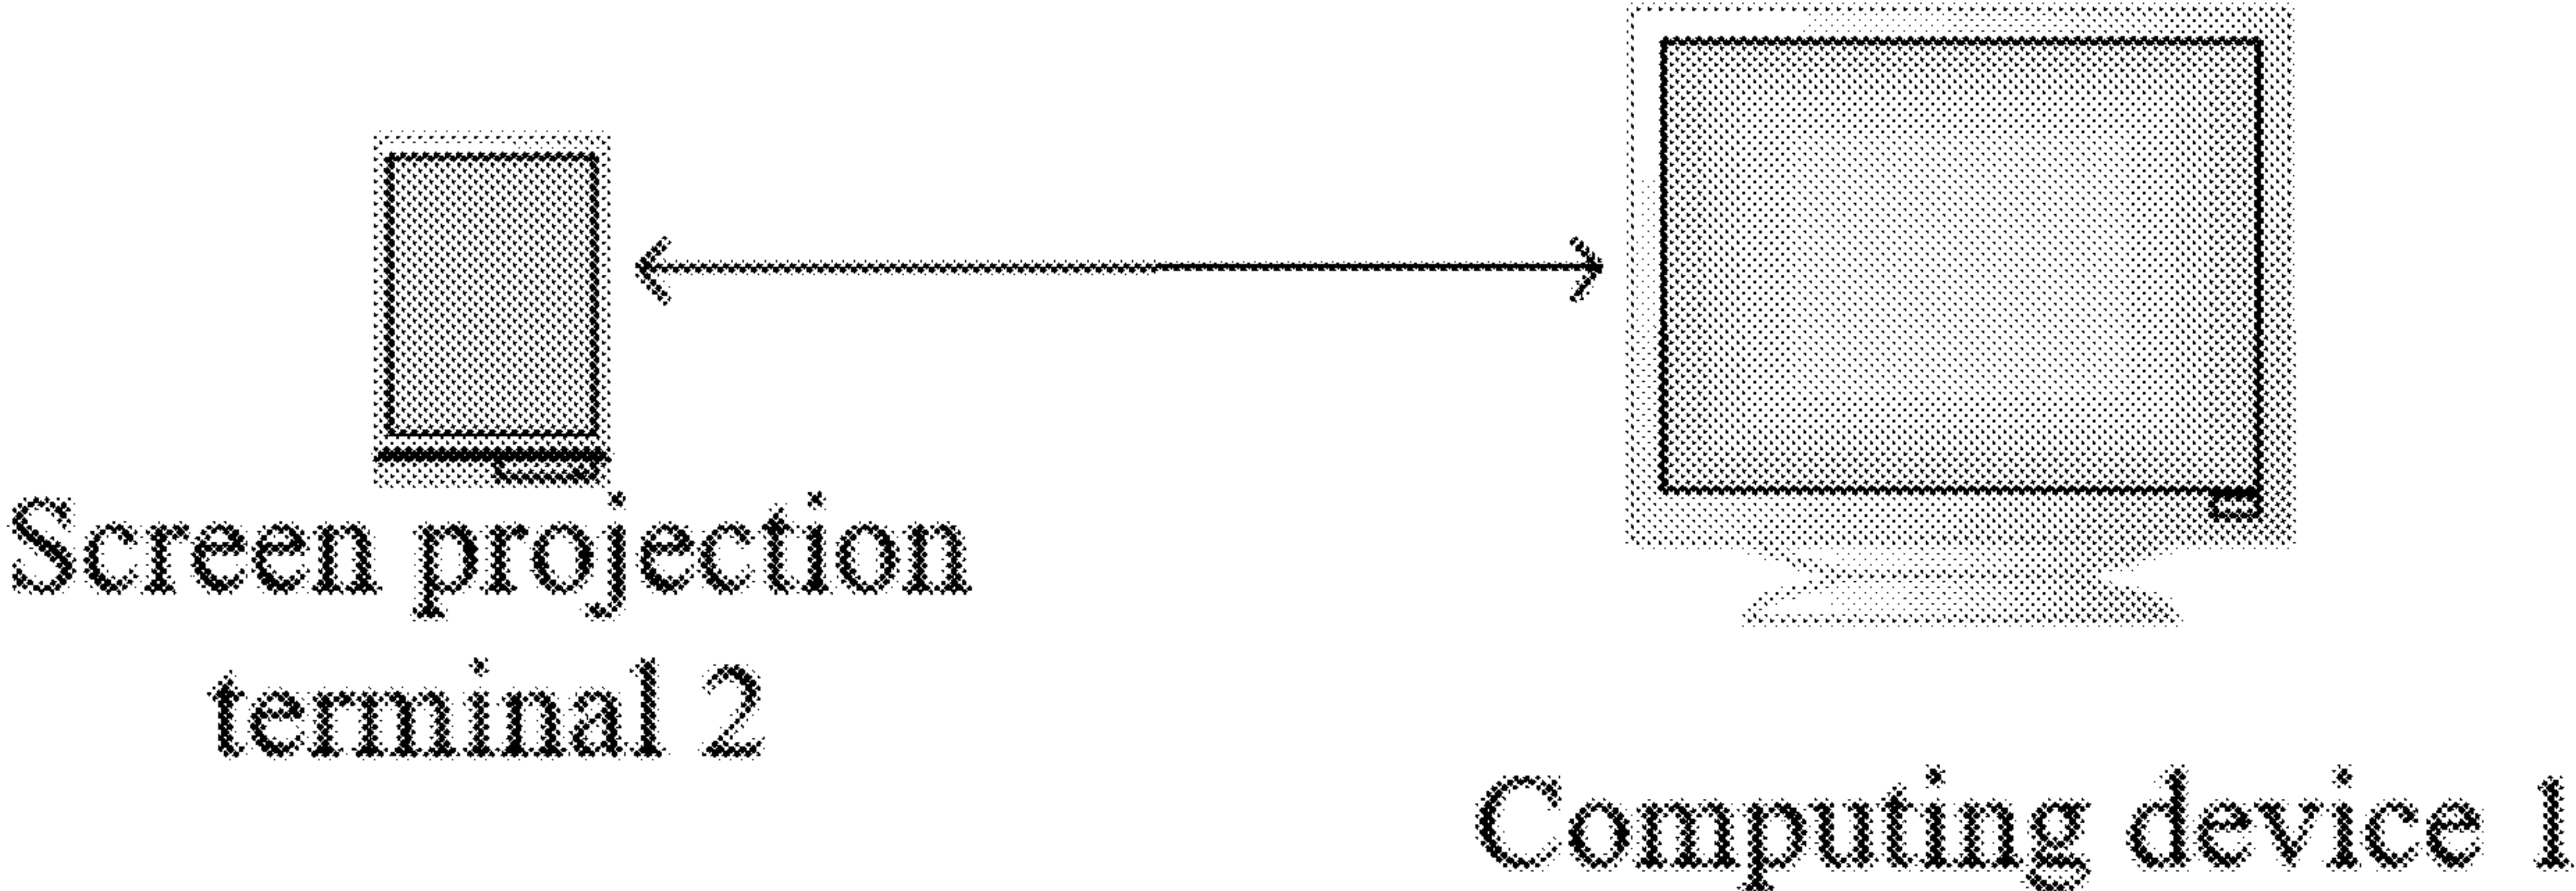 Screen projection
terminal 2
Computing device 1